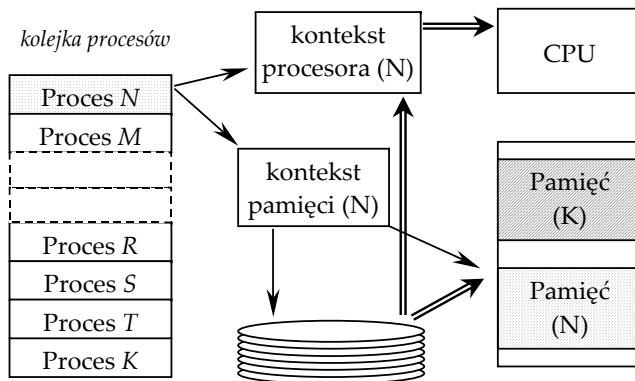 kolejka procesów
Proces N
Proces M
Proces R
Proces S
Proces T
Proces K
kontekst
procesora (N)
kontekst
pamięci (N)
CPU
Pamięć
(K)
Pamięć
(N)